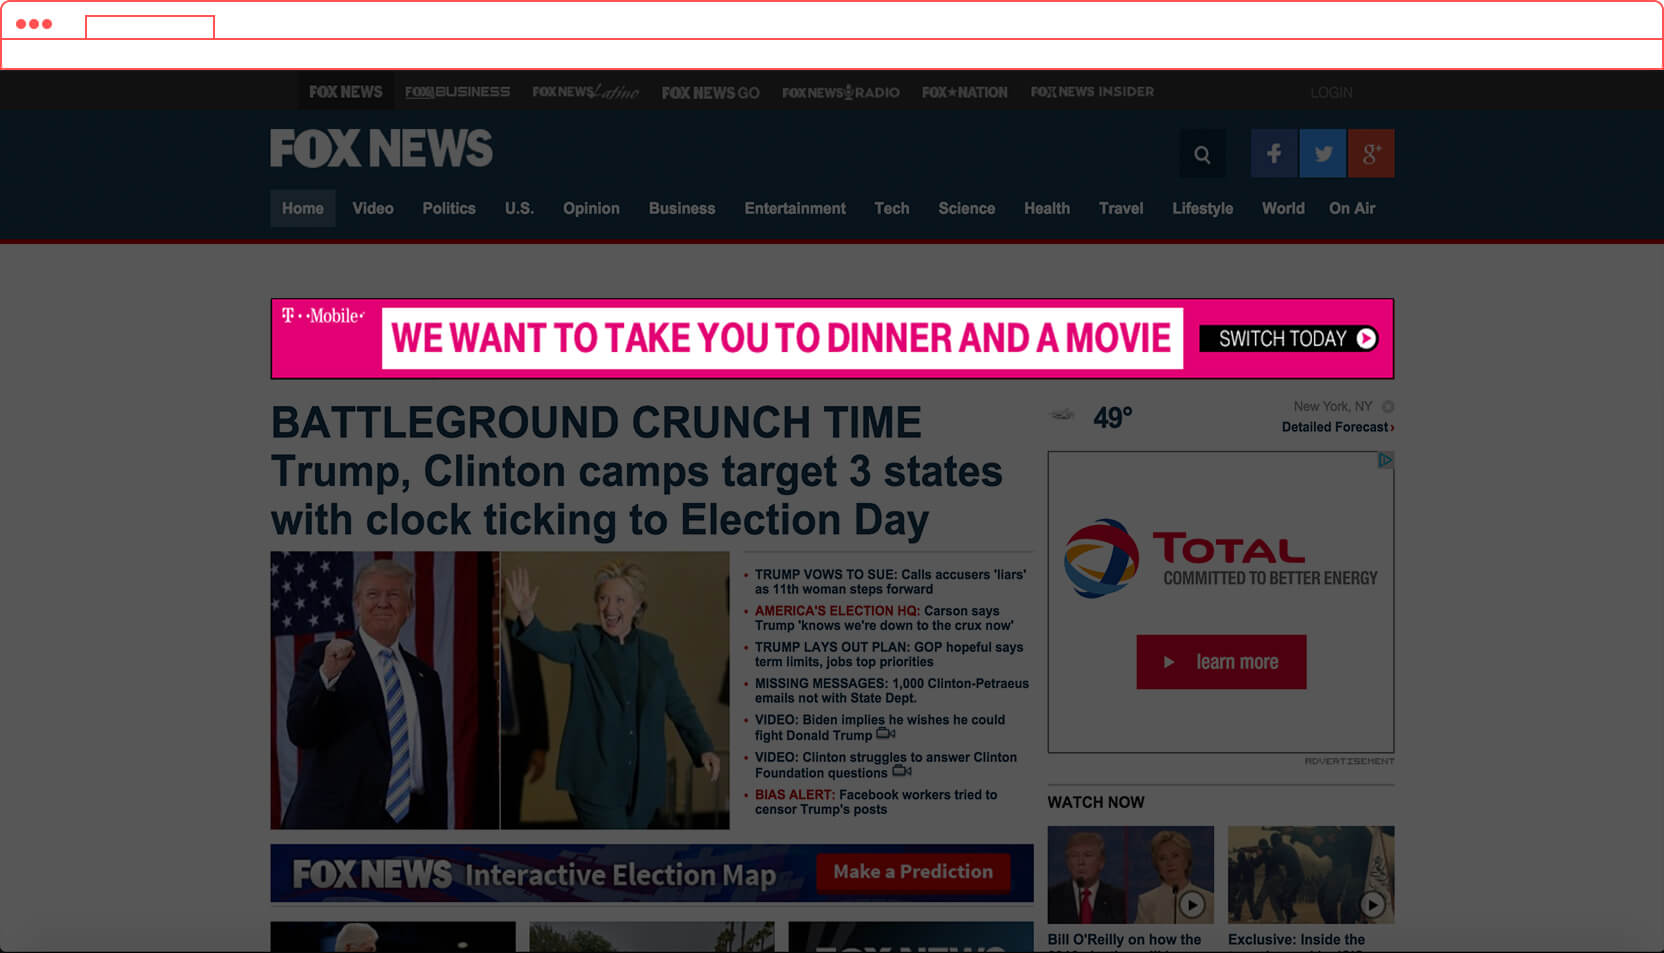 FOX NEWS
FOX BUSINESS
FOX NEWS Latino
FOX NEWS GO
FOX NEWS RADIO
FOX NATION
FOX NEWS INSIDER
LOGIN
FOX NEWS
Home
Video
Politics
U.S.
Opinion
Business
Entertainment
Tech
Science
Health
Travel
Lifestyle
World
On Air
T··Mobile·
WE WANT TO TAKE YOU TO DINNER AND A MOVIE
SWITCH TODAY
BATTLEGROUND CRUNCH TIME
Trump, Clinton camps target 3 states
with clock ticking to Election Day
TRUMP VOWS TO SUE: Calls accusers 'liars'
as 11th woman steps forward
AMERICA'S ELECTION HQ: Carson says
Trump 'knows we're down to the crux now'
TRUMP LAYS OUT PLAN: GOP hopeful says
term limits, jobs top priorities
MISSING MESSAGES: 1,000 Clinton-Petraeus
emails not with State Dept.
VIDEO: Biden implies he wishes he could
fight Donald Trump
VIDEO: Clinton struggles to answer Clinton
Foundation questions
BIAS ALERT: Facebook workers tried to
censor Trump's posts
FOX NEWS Interactive Election Map
Make a Prediction
FOX NEWS
49°
New York, NY
Detailed Forecast
TOTAL
COMMITTED TO BETTER ENERGY
learn more
ADVERTISEMENT
WATCH NOW
Bill O'Reilly on how the
Exclusive: Inside the